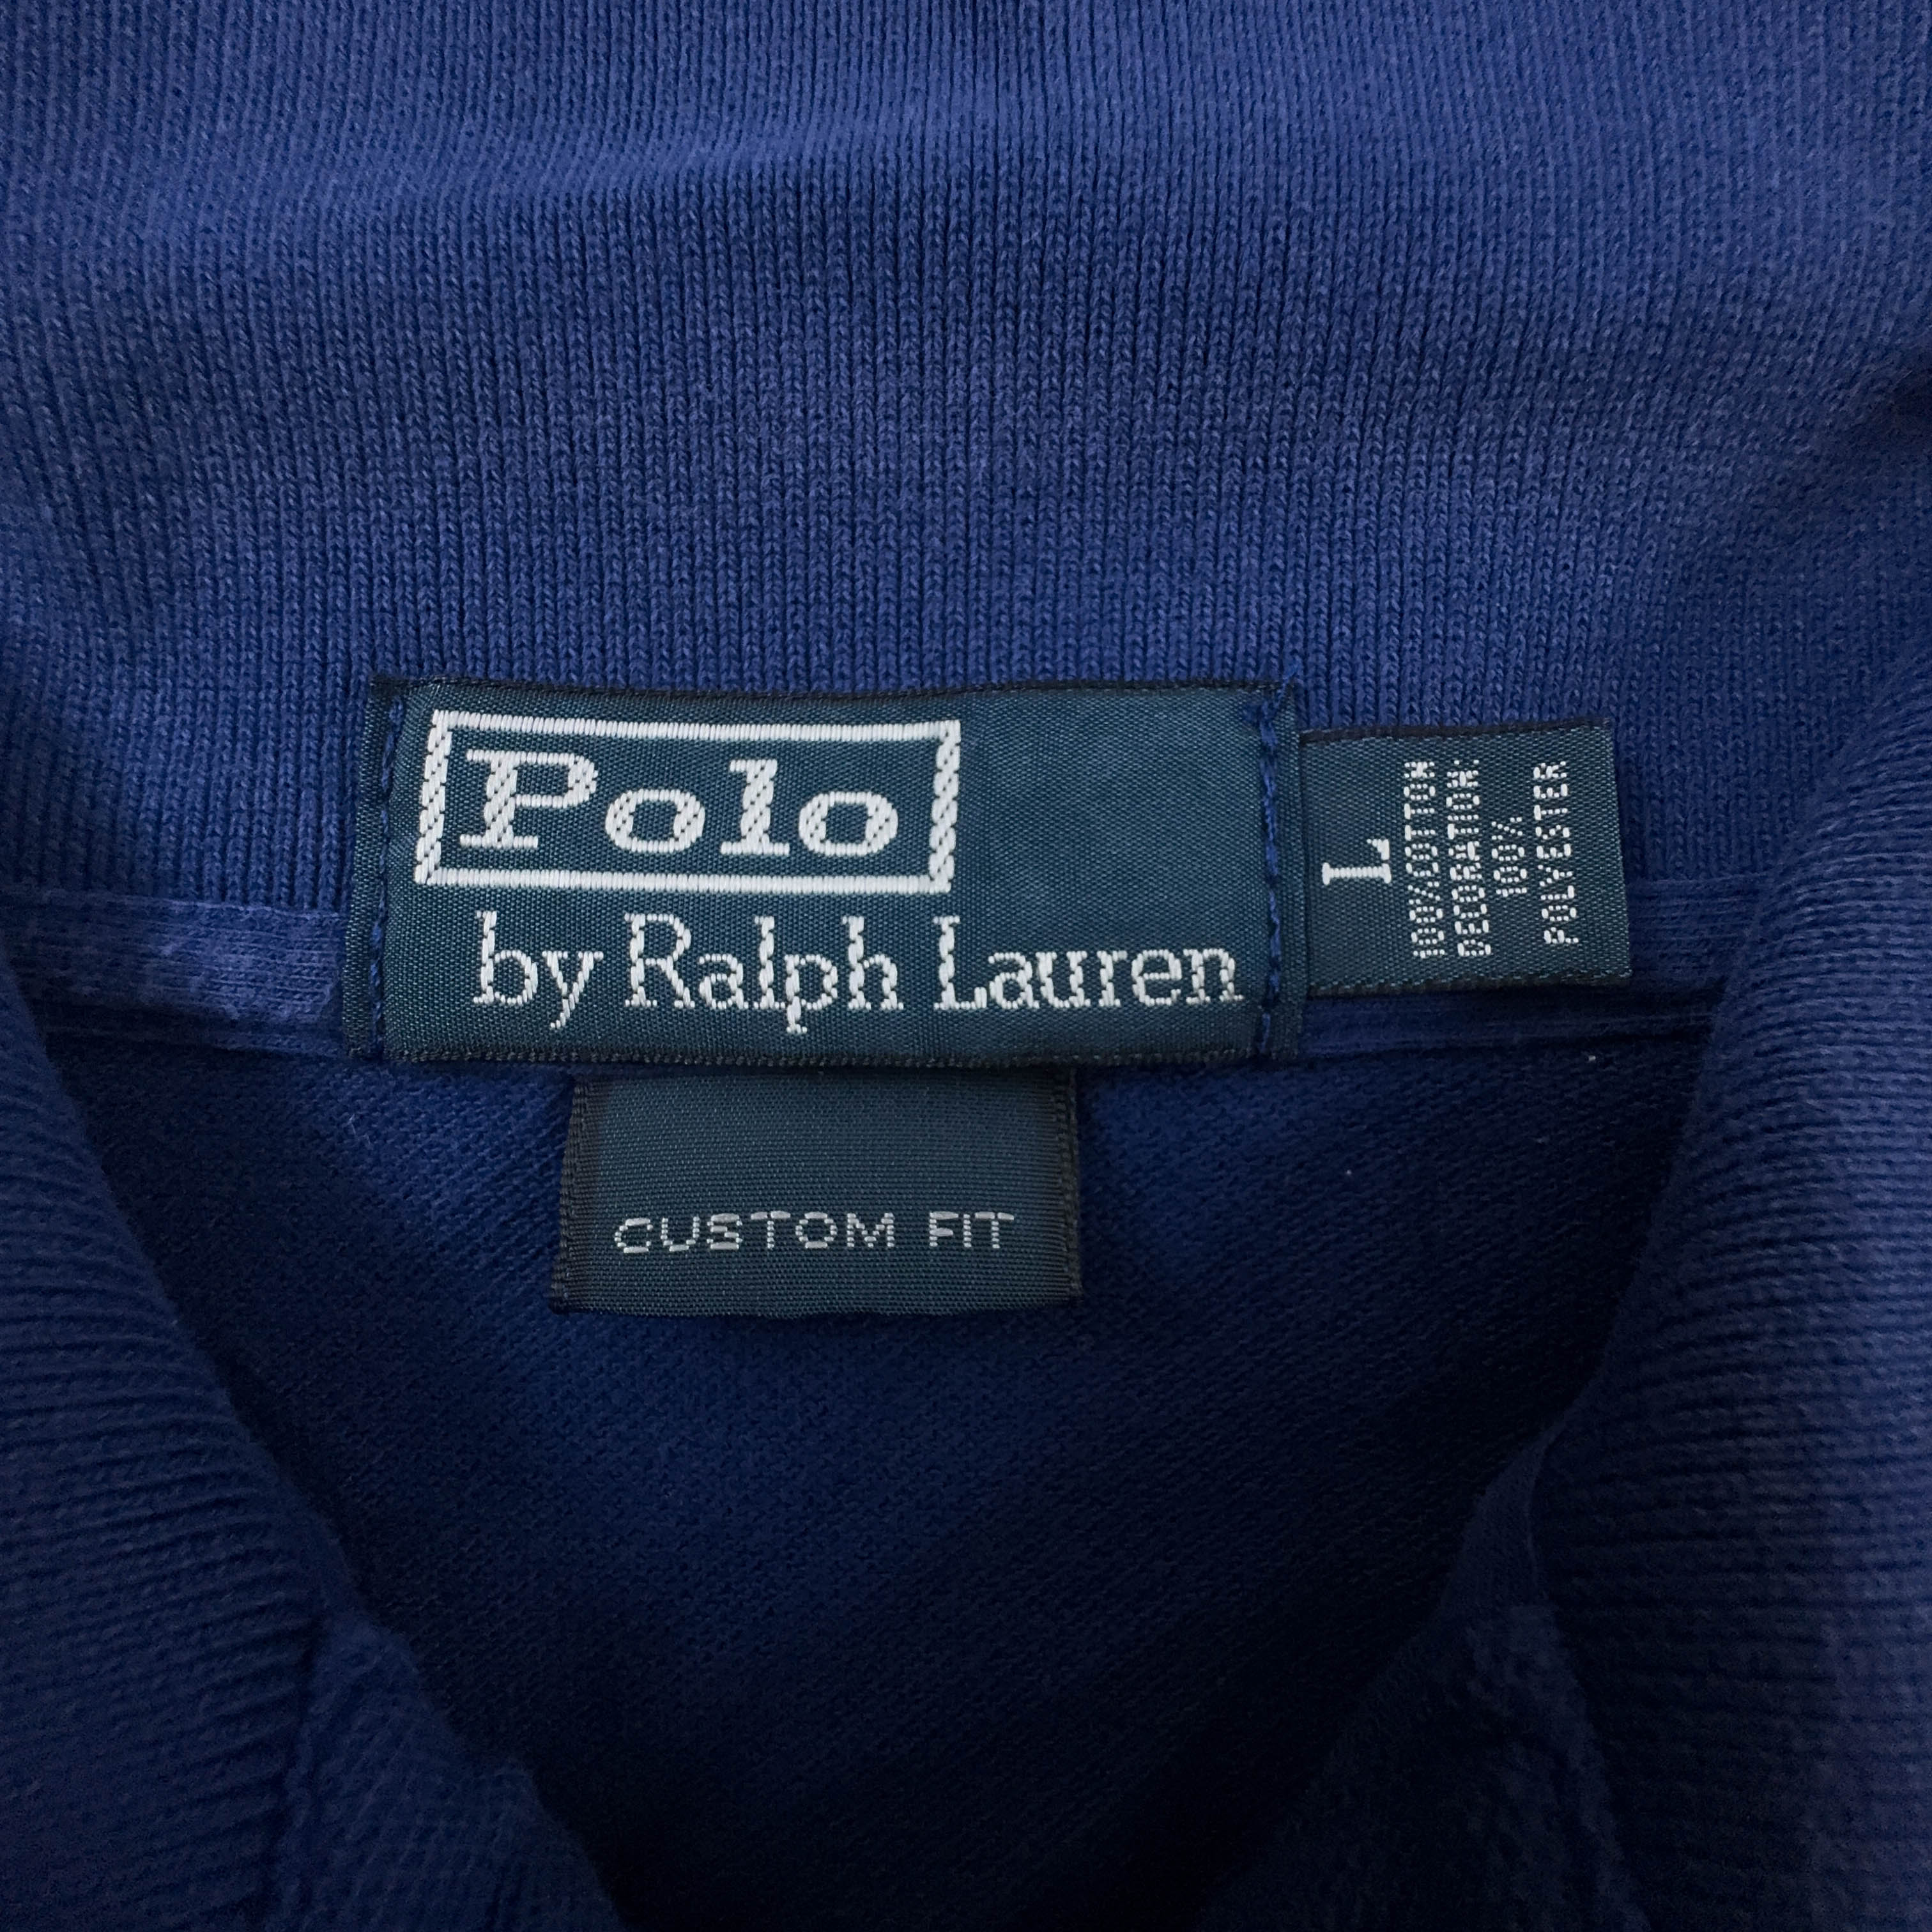 Polo
by Ralph Lauren
L
100% COTTON
DECORATION:
100%
POLYESTER
CUSTOM FIT